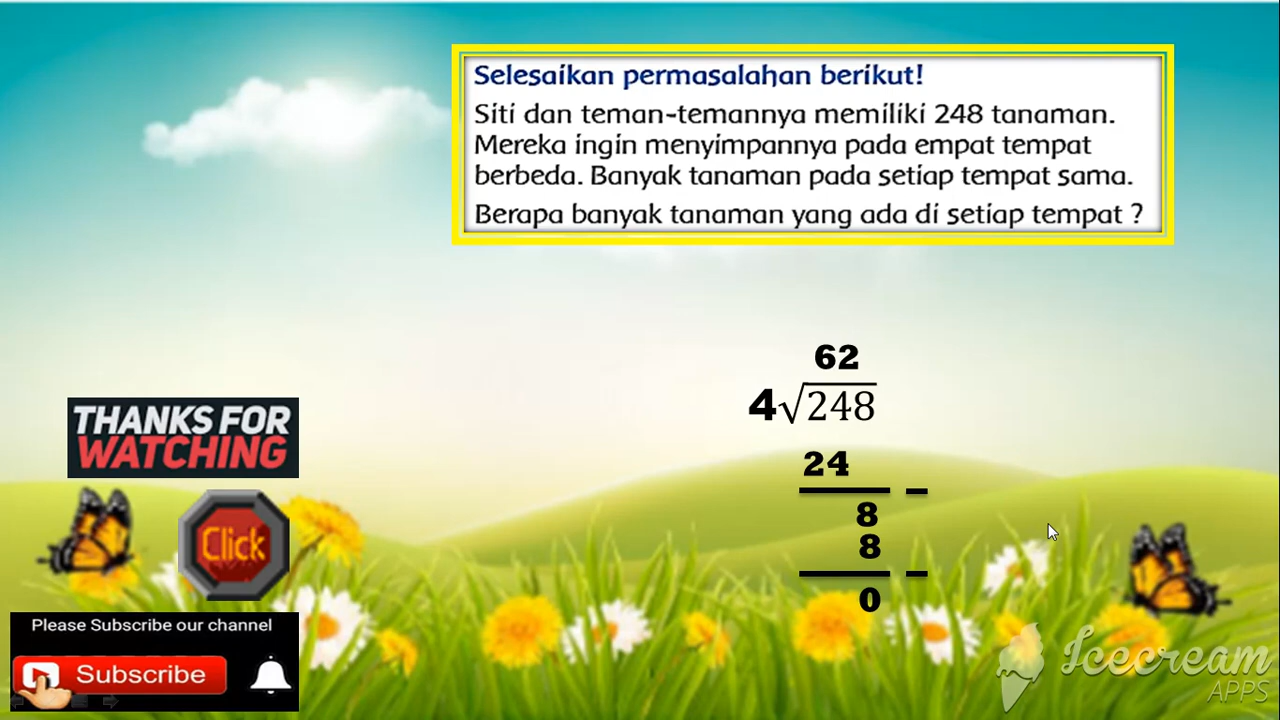 Selesaikan permasalahan berikut!
Siti dan teman-temannya memiliki 248 tanaman.
Mereka ingin menyimpannya pada empat tempat
berbeda. Banyak tanaman pada setiap tempat sama.
Berapa banyak tanaman yang ada di setiap tempat ?
62
4√248
24
8
8
0
THANKS FOR
WATCHING
Click
Please Subscribe our channel
Subscribe
Icecream
APPS